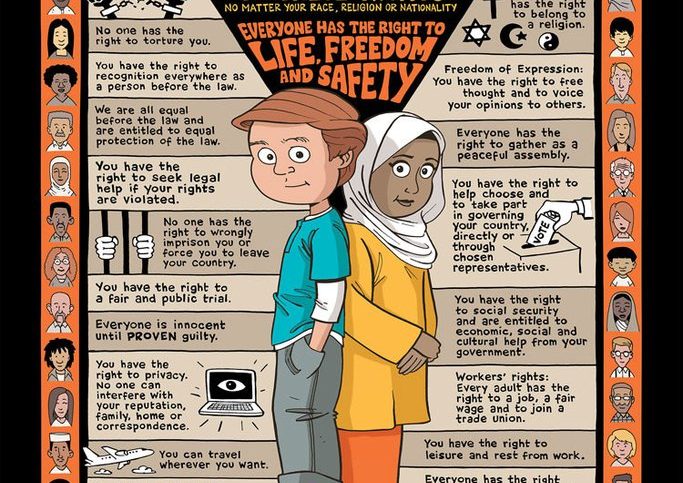 NO MATTER YOUR RACE, RELIGION OR NATIONALITY
EVERYONE HAS THE RIGHT TO
LIFE, FREEDOM
AND SAFETY
No one has the
right to torture you.
You have the right to
recognition everywhere as
a person before the law.
We are all equal
before the law and
are entitled to equal
protection of the law.
You have the
right to seek legal
help if your rights
are violated.
No one has the
right to wrongly
imprison you or
force you to leave
your country.
You have the right to
a fair and public trial.
Everyone is innocent
until PROVEN guilty.
You have the
right to privacy.
No one can
interfere with
your reputation,
family, home or
correspondence.
You can travel
wherever you want.
has the right
to belong to
a religion.
Freedom of Expression:
You have the right to free
thought and to voice
your opinions to others.
Everyone has the
right to gather as a
peaceful assembly.
You have the right to
help choose and
to take part
in governing
your country,
directly or
through
chosen
representatives.
VOTE
You have the right
to social security
and are entitled to
economic, social and
cultural help from your
government.
Workers' rights:
Every adult has the
right to a job, a fair
wage and to join a
trade union.
You have the right to
leisure and rest from work.
Everyone has the right